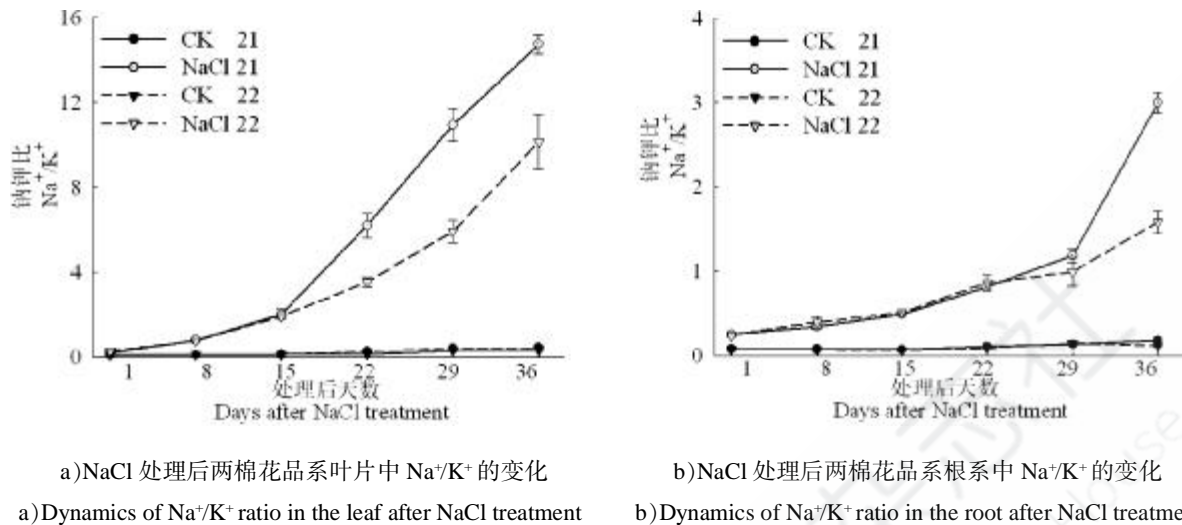 16
12
8
4
0
钠钾比
Na⁺/K⁺
CK 21
NaCl 21
CK 22
NaCl 22
1 8 15 22 29 36
处理后天数
Days after NaCl treatment
4
3
2
1
0
钠钾比
Na⁺/K⁺
CK 21
NaCl 21
CK 22
NaCl 22
1 8 15 22 29 36
处理后天数
Days after NaCl treatment
a)NaCl 处理后两棉花品系叶片中 Na⁺/K⁺ 的变化
a)Dynamics of Na⁺/K⁺ ratio in the leaf after NaCl treatment
b)NaCl 处理后两棉花品系根系中 Na⁺/K⁺ 的变化
b)Dynamics of Na⁺/K⁺ ratio in the root after NaCl treatme